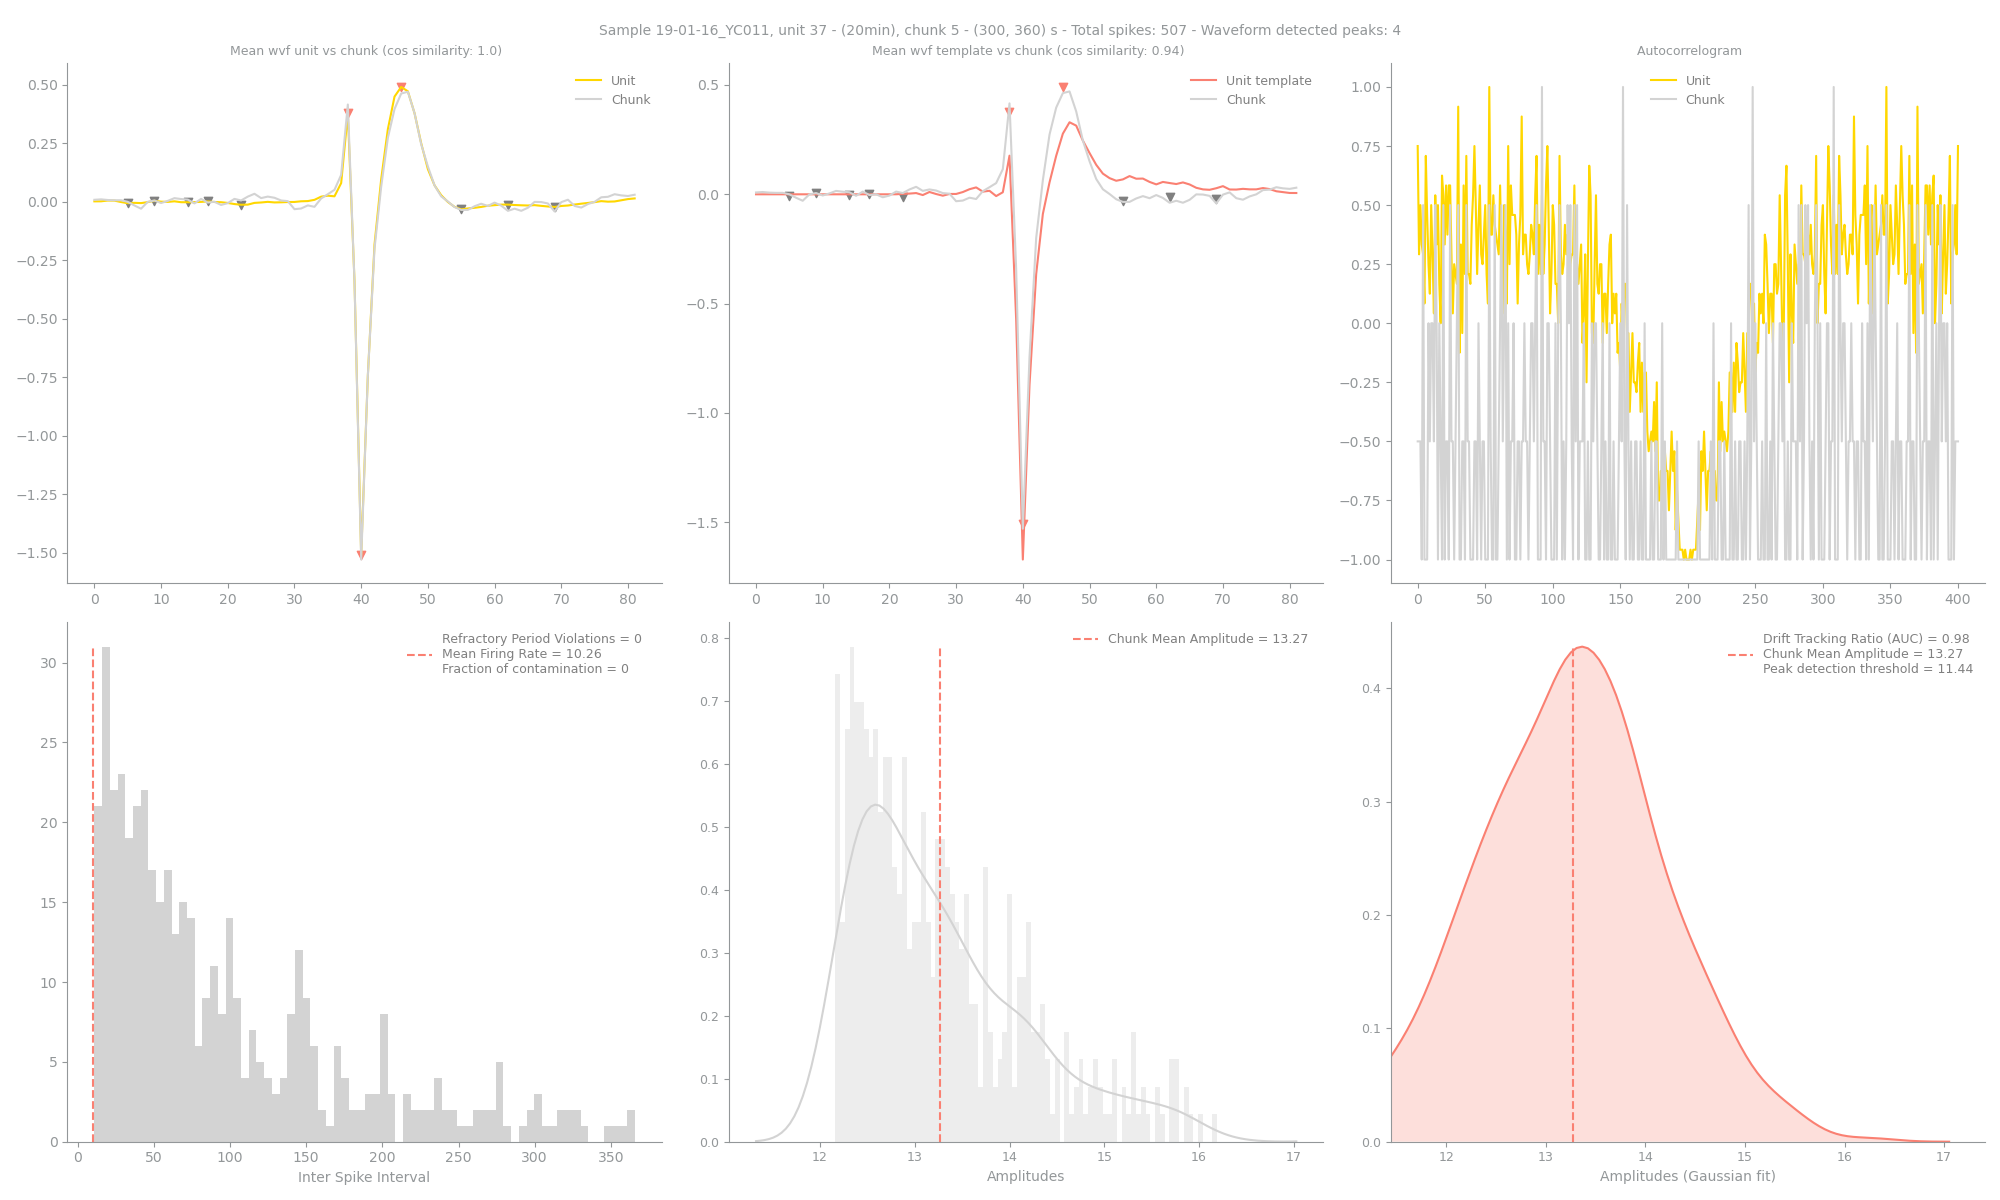 Sample 19-01-16_YC011, unit 37 - (20min), chunk 5 - (300, 360) s - Total spikes: 507 - Waveform detected peaks: 4
Mean wvf unit vs chunk (cos similarity: 1.0)
Unit
Chunk
0.50
0.25
0.00
−0.25
−0.50
−0.75
−1.00
−1.25
−1.50
0 10 20 30 40 50 60 70 80
Mean wvf template vs chunk (cos similarity: 0.94)
Unit template
Chunk
0.5
0.0
−0.5
−1.0
−1.5
0 10 20 30 40 50 60 70 80
Autocorrelogram
Unit
Chunk
1.00
0.75
0.50
0.25
0.00
−0.25
−0.50
−0.75
−1.00
0 50 100 150 200 250 300 350 400
Refractory Period Violations = 0
Mean Firing Rate = 10.26
Fraction of contamination = 0
30
25
20
15
10
5
0
0 50 100 150 200 250 300 350
Inter Spike Interval
Chunk Mean Amplitude = 13.27
0.8
0.7
0.6
0.5
0.4
0.3
0.2
0.1
0.0
12 13 14 15 16 17
Amplitudes
Drift Tracking Ratio (AUC) = 0.98
Chunk Mean Amplitude = 13.27
Peak detection threshold = 11.44
0.4
0.3
0.2
0.1
0.0
12 13 14 15 16 17
Amplitudes (Gaussian fit)